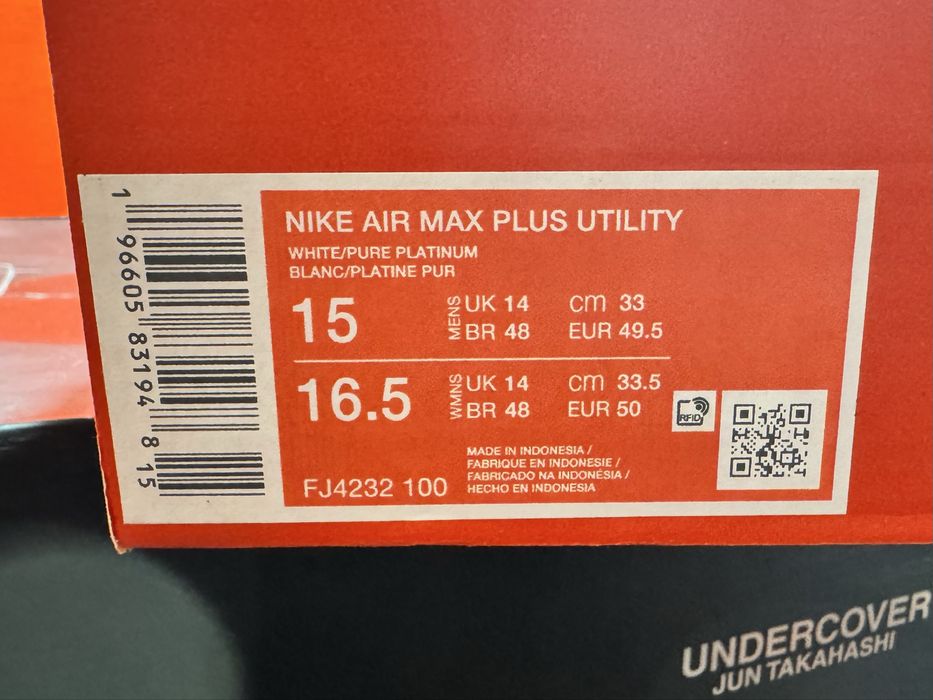 NIKE AIR MAX PLUS UTILITY
WHITE/PURE PLATINUM
BLANC/PLATINE PUR
15
MENS
UK 14 cm 33
BR 48 EUR 49.5
16.5
WMNS
UK 14 cm 33.5
BR 48 EUR 50
RFID
FJ4232 100
MADE IN INDONESIA /
FABRIQUE EN INDONESIE /
FABRICADO NA INDONÉSIA /
HECHO EN INDONESIA
1 96605 83194 8 15
UNDERCOVER
JUN TAKAHASHI